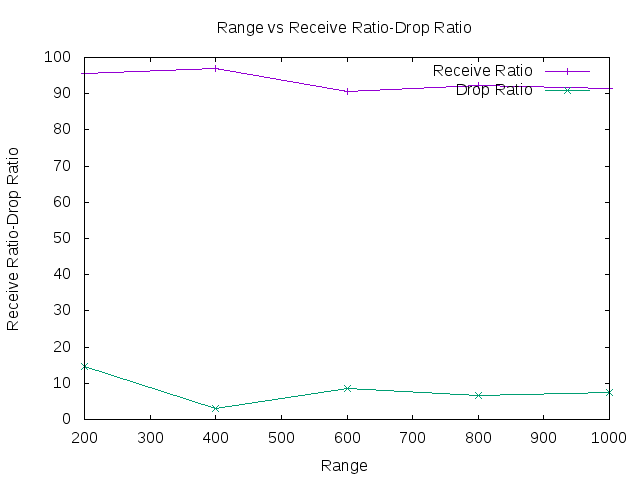 Range vs Receive Ratio-Drop Ratio
100
90
80
70
60
50
40
30
20
10
0
Receive Ratio-Drop Ratio
Receive Ratio
Drop Ratio
200 300 400 500 600 700 800 900 1000
Range